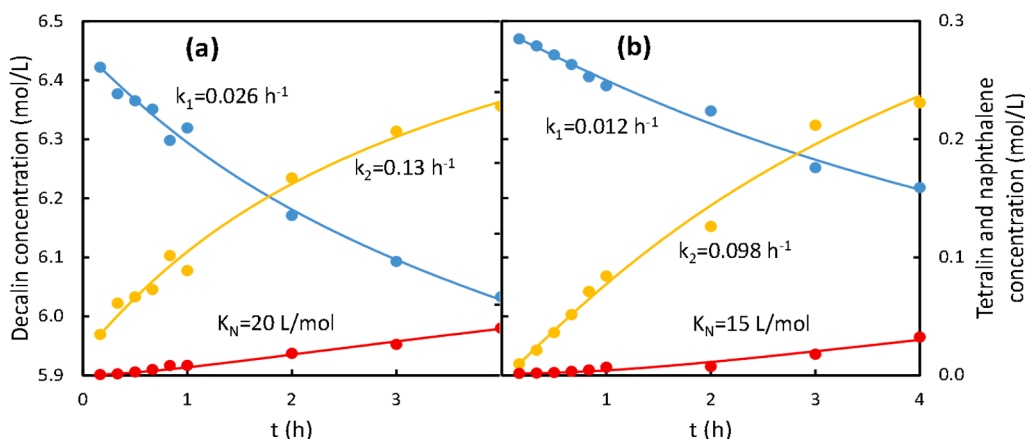 (a)
(b)
Decalin concentration (mol/L)
6.5
6.4
6.3
6.2
6.1
6.0
5.9
k₁=0.026 h⁻¹
k₂=0.13 h⁻¹
K_N=20 L/mol
0
1
2
3
t (h)
k₁=0.012 h⁻¹
k₂=0.098 h⁻¹
K_N=15 L/mol
1
2
3
4
t (h)
0.3
0.2
0.1
0.0
Tetralin and naphthalene
concentration (mol/L)